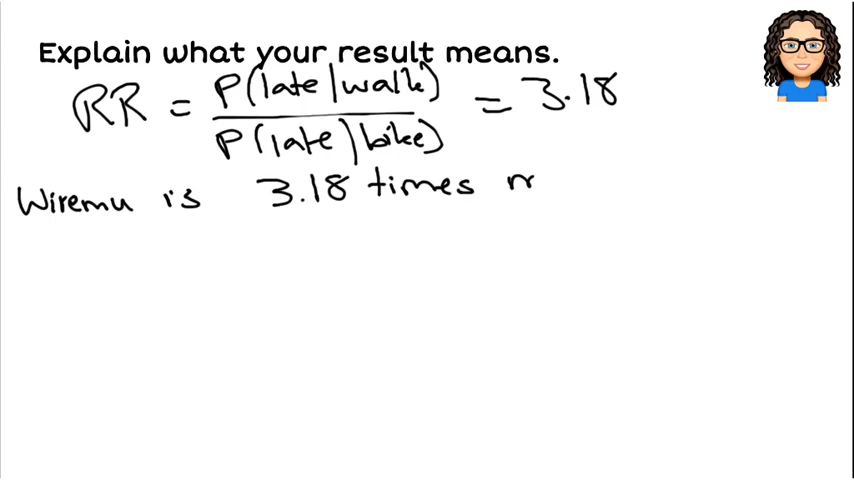 Explain what your result means.
RR = P(late|walk) / P(late|bike) = 3.18
Wiremu is 3.18 times m